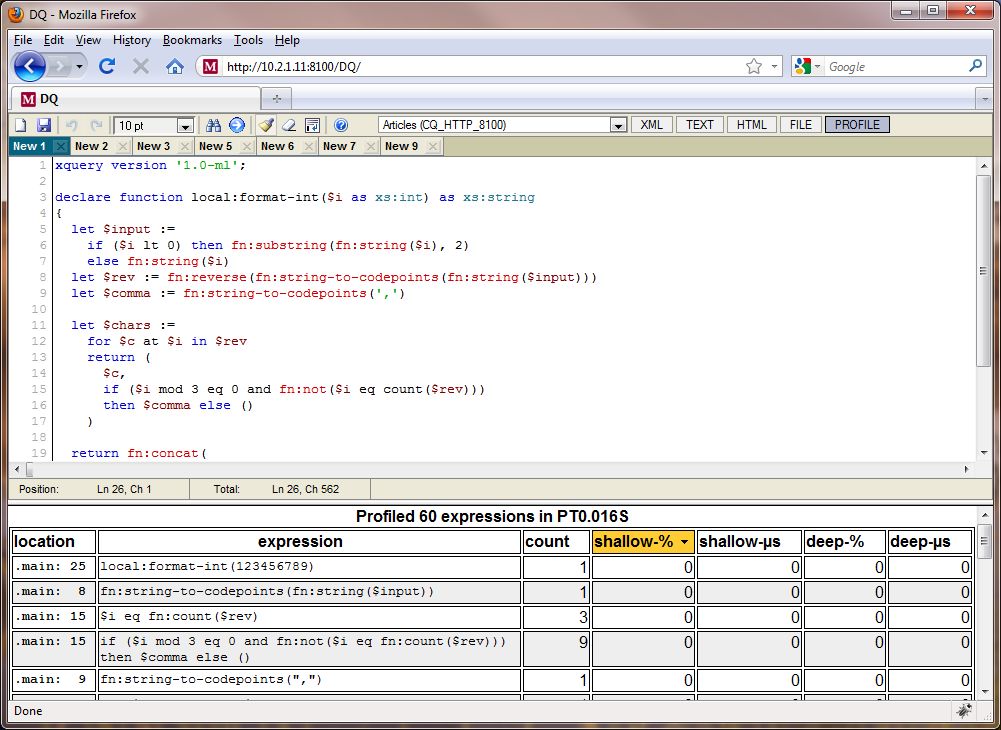 DQ - Mozilla Firefox
File Edit View History Bookmarks Tools Help
M http://10.2.1.11:8100/DQ/ Google
M DQ
10 pt Articles (CQ_HTTP_8100) XML TEXT HTML FILE PROFILE
New 1 New 2 New 3 New 5 New 6 New 7 New 9
1 xquery version '1.0-ml';
2
3 declare function local:format-int($i as xs:int) as xs:string
4 {
5 let $input :=
6 if ($i lt 0) then fn:substring(fn:string($i), 2)
7 else fn:string($i)
8 let $rev := fn:reverse(fn:string-to-codepoints(fn:string($input)))
9 let $comma := fn:string-to-codepoints(',')
10
11 let $chars :=
12 for $c at $i in $rev
13 return (
14 $c,
15 if ($i mod 3 eq 0 and fn:not($i eq count($rev)))
16 then $comma else ()
17 )
18
19 return fn:concat(
Position: Ln 26, Ch 1 Total: Ln 26, Ch 562
Profiled 60 expressions in PT0.016S
location expression count shallow-% shallow-µs deep-% deep-µs
.main: 25 local:format-int(123456789) 1 0 0 0 0
.main: 8 fn:string-to-codepoints(fn:string($input)) 1 0 0 0 0
.main: 15 $i eq fn:count($rev) 3 0 0 0 0
.main: 15 if ($i mod 3 eq 0 and fn:not($i eq fn:count($rev))) 9 0 0 0 0
then $comma else ()
.main: 9 fn:string-to-codepoints(",") 1 0 0 0 0
Done